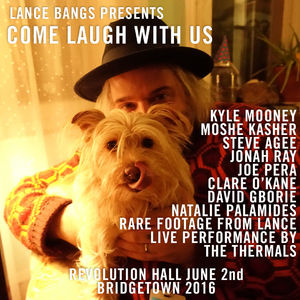 LANCE BANGS PRESENTS
COME LAUGH WITH US
KYLE MOONEY
MOSHE KASHER
STEVE AGEE
JONAH RAY
JOE PERA
CLARE O'KANE
DAVID GBORIE
NATALIE PALAMIDES
RARE FOOTAGE FROM LANCE
LIVE PERFORMANCE BY
THE THERMALS
REVOLUTION HALL JUNE 2nd
BRIDGETOWN 2016